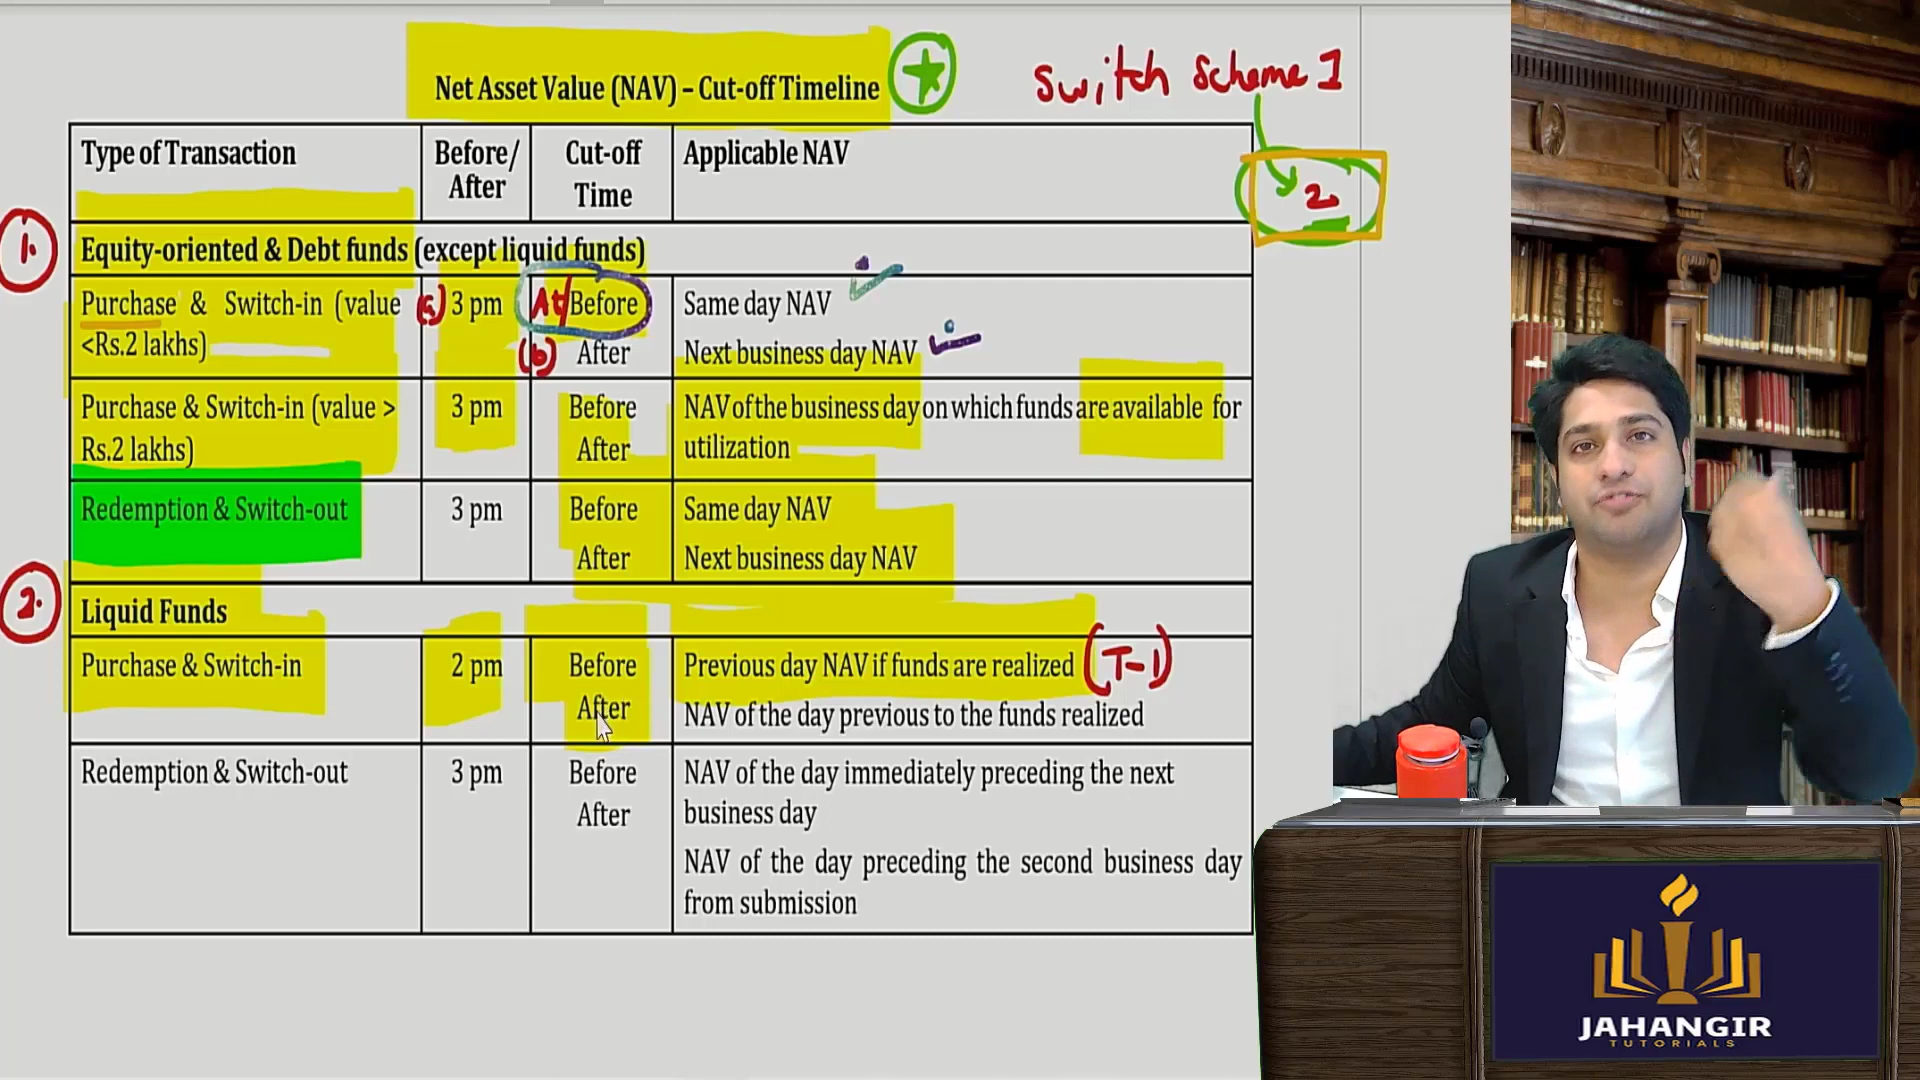 Net Asset Value (NAV) – Cut-off Timeline
Switch Scheme 1
2
Type of Transaction
Before/
After
Cut-off
Time
Applicable NAV
1.
Equity-oriented & Debt funds (except liquid funds)
Purchase & Switch-in (value
<Rs.2 lakhs)
(a)
3 pm
At/Before
(b) After
Same day NAV
Next business day NAV
Purchase & Switch-in (value >
Rs.2 lakhs)
3 pm
Before
After
NAV of the business day on which funds are available for
utilization
Redemption & Switch-out
3 pm
Before
After
Same day NAV
Next business day NAV
2.
Liquid Funds
Purchase & Switch-in
2 pm
Before
After
Previous day NAV if funds are realized (T-1)
NAV of the day previous to the funds realized
Redemption & Switch-out
3 pm
Before
After
NAV of the day immediately preceding the next
business day
NAV of the day preceding the second business day
from submission
JAHANGIR
TUTORIALS